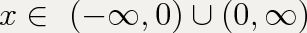 x ∈ (−∞, 0) ∪ (0, ∞)